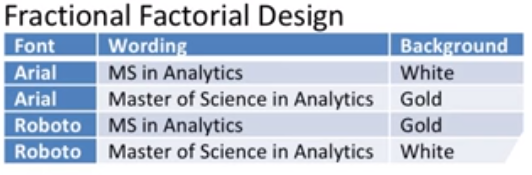 Fractional Factorial Design
Font Wording Background
Arial MS in Analytics White
Arial Master of Science in Analytics Gold
Roboto MS in Analytics Gold
Roboto Master of Science in Analytics White